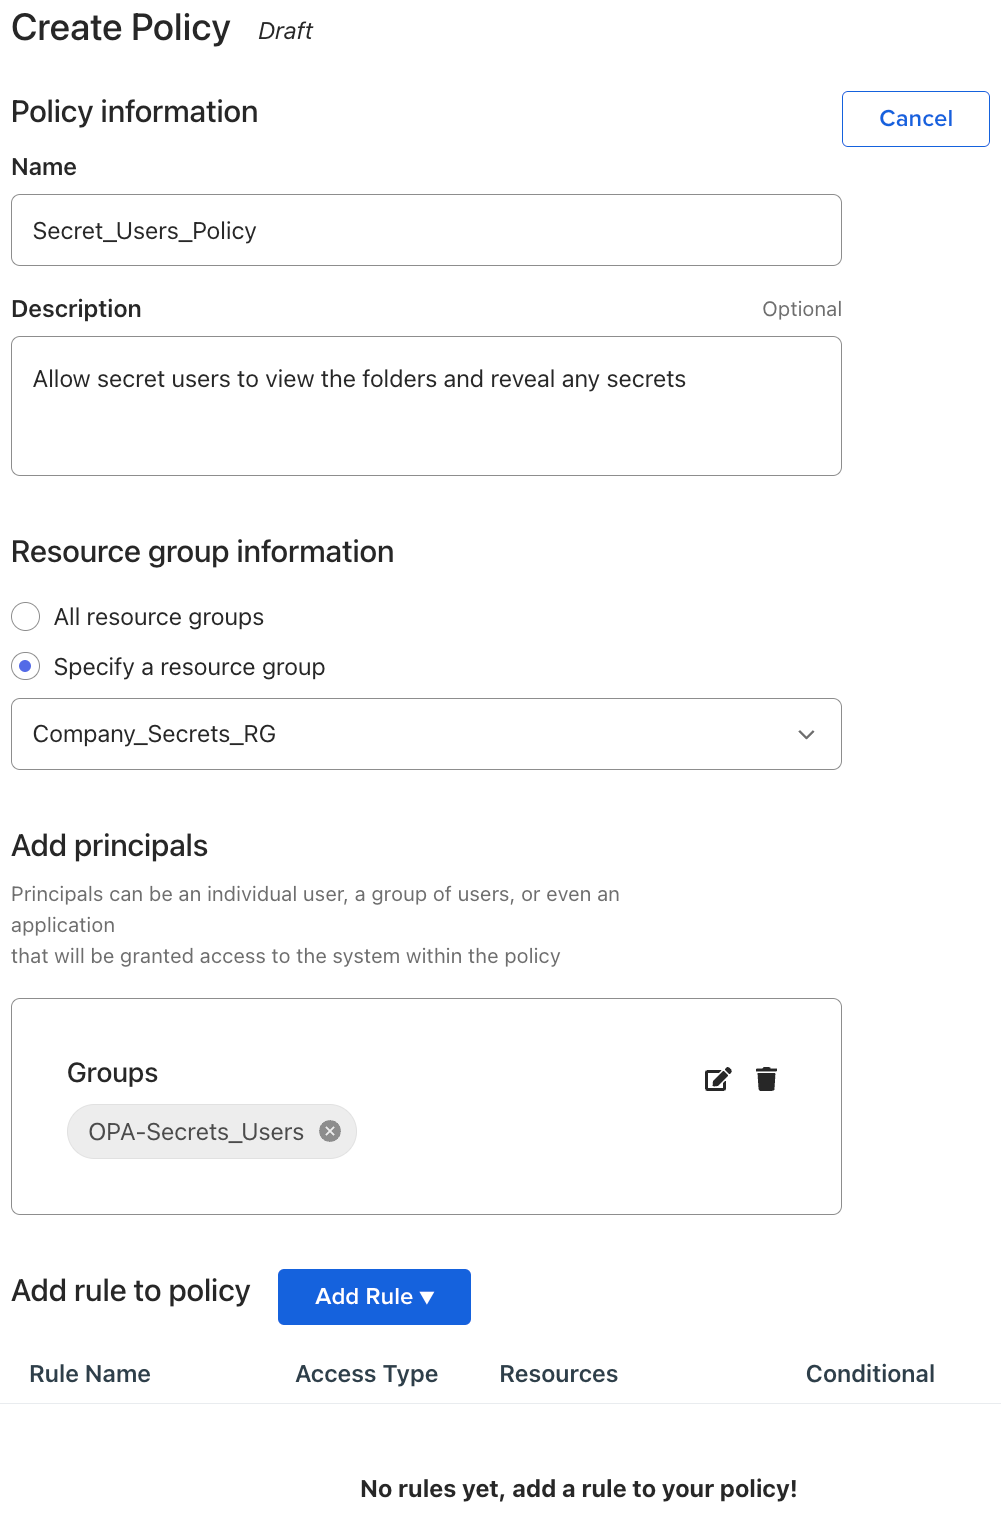 Create Policy Draft
Policy information
Cancel
Name
Secret_Users_Policy
Description Optional
Allow secret users to view the folders and reveal any secrets
Resource group information
All resource groups
Specify a resource group
Company_Secrets_RG
Add principals
Principals can be an individual user, a group of users, or even an
application
that will be granted access to the system within the policy
Groups
OPA-Secrets_Users
Add rule to policy Add Rule ▼
Rule Name Access Type Resources Conditional
No rules yet, add a rule to your policy!